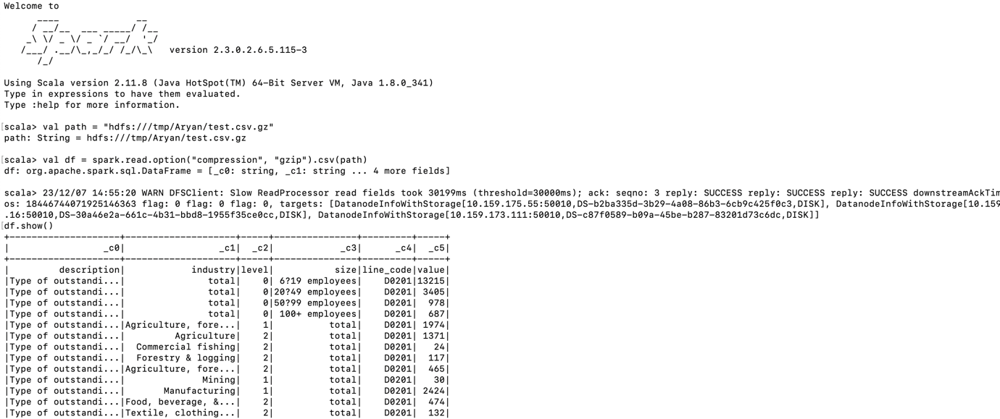 Welcome to
      ____              __
     / __/__  ___ _____/ /__
    _\ \/ _ \/ _ `/ __/  '_/
   /___/ .__/\_,_/_/ /_/\_\   version 2.3.0.2.6.5.115-3
      /_/
Using Scala version 2.11.8 (Java HotSpot(TM) 64-Bit Server VM, Java 1.8.0_341)
Type in expressions to have them evaluated.
Type :help for more information.
[scala> val path = "hdfs:///tmp/Aryan/test.csv.gz"
path: String = hdfs:///tmp/Aryan/test.csv.gz
[scala> val df = spark.read.option("compression", "gzip").csv(path)
df: org.apache.spark.sql.DataFrame = [_c0: string, _c1: string ... 4 more fields]
scala> 23/12/07 14:55:20 WARN DFSClient: Slow ReadProcessor read fields took 30199ms (threshold=30000ms); ack: seqno: 3 reply: SUCCESS reply: SUCCESS reply: SUCCESS downstreamAckTim
os: 18446744071925146363 flag: 0 flag: 0 flag: 0, targets: [DatanodeInfoWithStorage[10.159.175.55:50010,DS-b2ba335d-3b29-4a08-86b3-6cb9c425f0c3,DISK], DatanodeInfoWithStorage[10.159
.16:50010,DS-30a46e2a-661c-4b31-bbd8-1955f35ce0cc,DISK], DatanodeInfoWithStorage[10.159.173.111:50010,DS-c87f0589-b09a-45be-b287-83201d73c6dc,DISK]]
[df.show()
+-------------------+-------------------+-----+--------------+---------+-----+
|                _c0|                _c1|  _c2|           _c3|      _c4|  _c5|
+-------------------+-------------------+-----+--------------+---------+-----+
|        description|           industry|level|          size|line_code|value|
|Type of outstandi...|              total|    0| 6?19 employees|    D0201|13215|
|Type of outstandi...|              total|    0|20?49 employees|    D0201| 3405|
|Type of outstandi...|              total|    0|50?99 employees|    D0201|  978|
|Type of outstandi...|              total|    0| 100+ employees|    D0201|  687|
|Type of outstandi...|Agriculture, fore...|    1|          total|    D0201| 1974|
|Type of outstandi...|        Agriculture|    2|          total|    D0201| 1371|
|Type of outstandi...|  Commercial fishing|    2|          total|    D0201|   24|
|Type of outstandi...|  Forestry & logging|    2|          total|    D0201|  117|
|Type of outstandi...|Agriculture, fore...|    2|          total|    D0201|  465|
|Type of outstandi...|             Mining|    1|          total|    D0201|   30|
|Type of outstandi...|      Manufacturing|    1|          total|    D0201| 2424|
|Type of outstandi...|Food, beverage, &...|    2|          total|    D0201|  474|
|Type of outstandi...|Textile, clothing...|    2|          total|    D0201|  132|